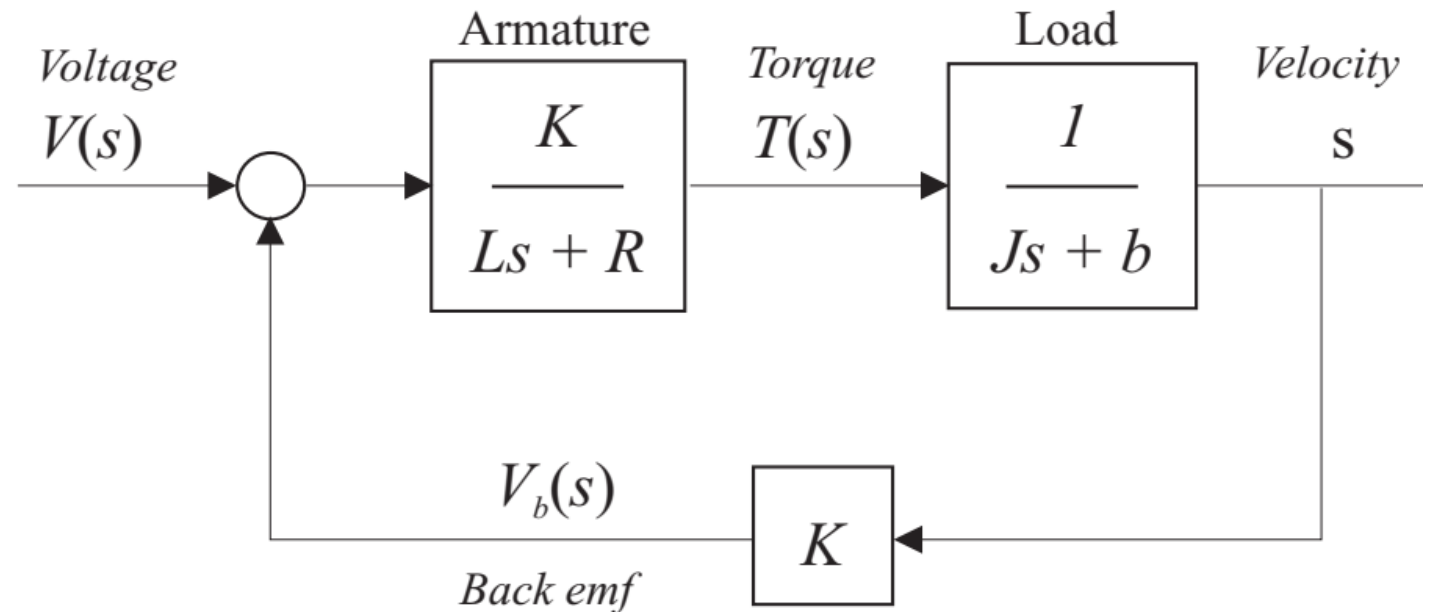 Armature
Load
Voltage
Torque
Velocity
V(s)
K
T(s)
1
s
Ls + R
Js + b
V_b(s)
K
Back emf